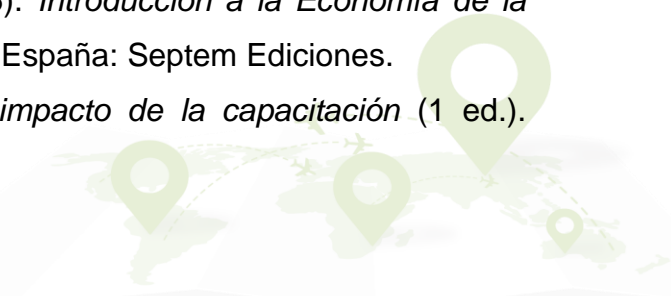 ). Introducción a la Economía de la
España: Septem Ediciones.
impacto de la capacitación (1 ed.).